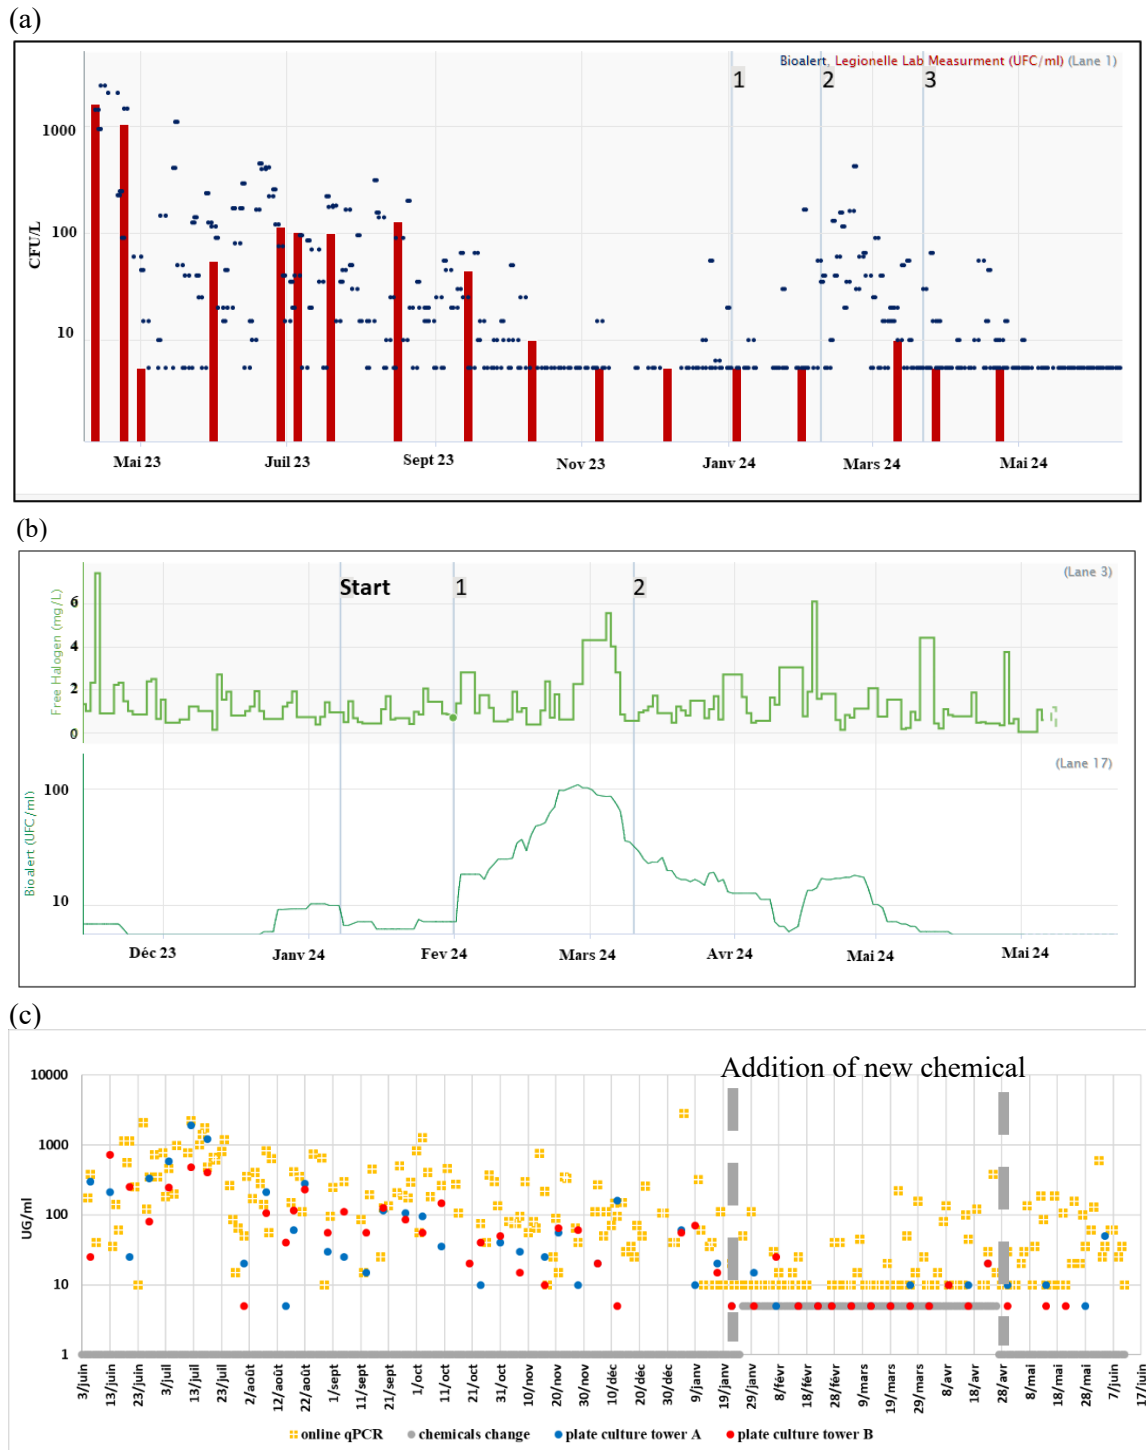 (a)
Bioalert, Legionelle Lab Measurment (UFC/ml) (Lane 1)
1 2 3
CFU/L
1000
100
10
Mai 23 Juil 23 Sept 23 Nov 23 Janv 24 Mars 24 Mai 24
(b)
Start 1 2
(Lane 3)
Free Halogen (mg/L)
6
4
2
0
(Lane 17)
Bioalert (UFC/ml)
100
10
Déc 23 Janv 24 Fev 24 Mars 24 Avr 24 Mai 24 Mai 24
(c)
Addition of new chemical
UG/ml
10000
1000
100
10
1
3/juin 13/juin 23/juin 3/juil 13/juil 23/juil 2/août 12/août 22/août 1/sept 11/sept 21/sept 1/oct 11/oct 21/oct 31/oct 10/nov 20/nov 30/nov 10/déc 20/déc 30/déc 9/janv 19/janv 29/janv 8/févr 18/févr 28/févr 9/mars 19/mars 29/mars 8/avr 18/avr 28/avr 8/mai 18/mai 28/mai 7/juin 17/juin
online qPCR chemicals change plate culture tower A plate culture tower B